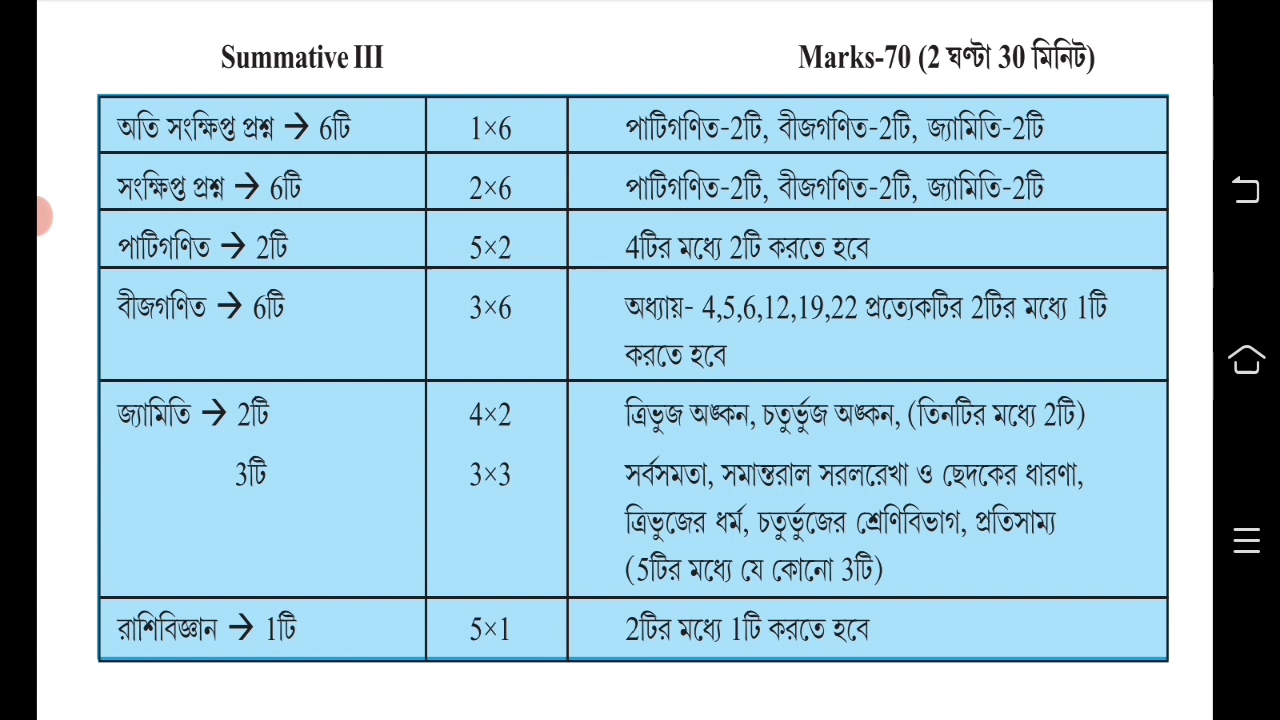 Summative III Marks-70 (2 ঘণ্টা 30 মিনিট)
অতি সংক্ষিপ্ত প্রশ্ন → 6টি 1×6 পাটিগণিত-2টি, বীজগণিত-2টি, জ্যামিতি-2টি
সংক্ষিপ্ত প্রশ্ন → 6টি 2×6 পাটিগণিত-2টি, বীজগণিত-2টি, জ্যামিতি-2টি
পাটিগণিত → 2টি 5×2 4টির মধ্যে 2টি করতে হবে
বীজগণিত → 6টি 3×6 অধ্যায়- 4,5,6,12,19,22 প্রত্যেকটির 2টির মধ্যে 1টি
করতে হবে
জ্যামিতি → 2টি 4×2 ত্রিভুজ অঙ্কন, চতুর্ভুজ অঙ্কন, (তিনটির মধ্যে 2টি)
3টি 3×3 সর্বসমতা, সমান্তরাল সরলরেখা ও ছেদকের ধারণা,
ত্রিভুজের ধর্ম, চতুর্ভুজের শ্রেণিবিভাগ, প্রতিসাম্য
(5টির মধ্যে যে কোনো 3টি)
রাশিবিজ্ঞান → 1টি 5×1 2টির মধ্যে 1টি করতে হবে